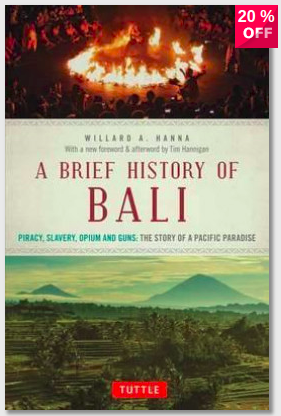 20 %
OFF
WILLARD A. HANNA
With a new foreword & afterword by Tim Hannigan
A BRIEF HISTORY OF
BALI
PIRACY, SLAVERY, OPIUM AND GUNS: THE STORY OF A PACIFIC PARADISE
TUTTLE